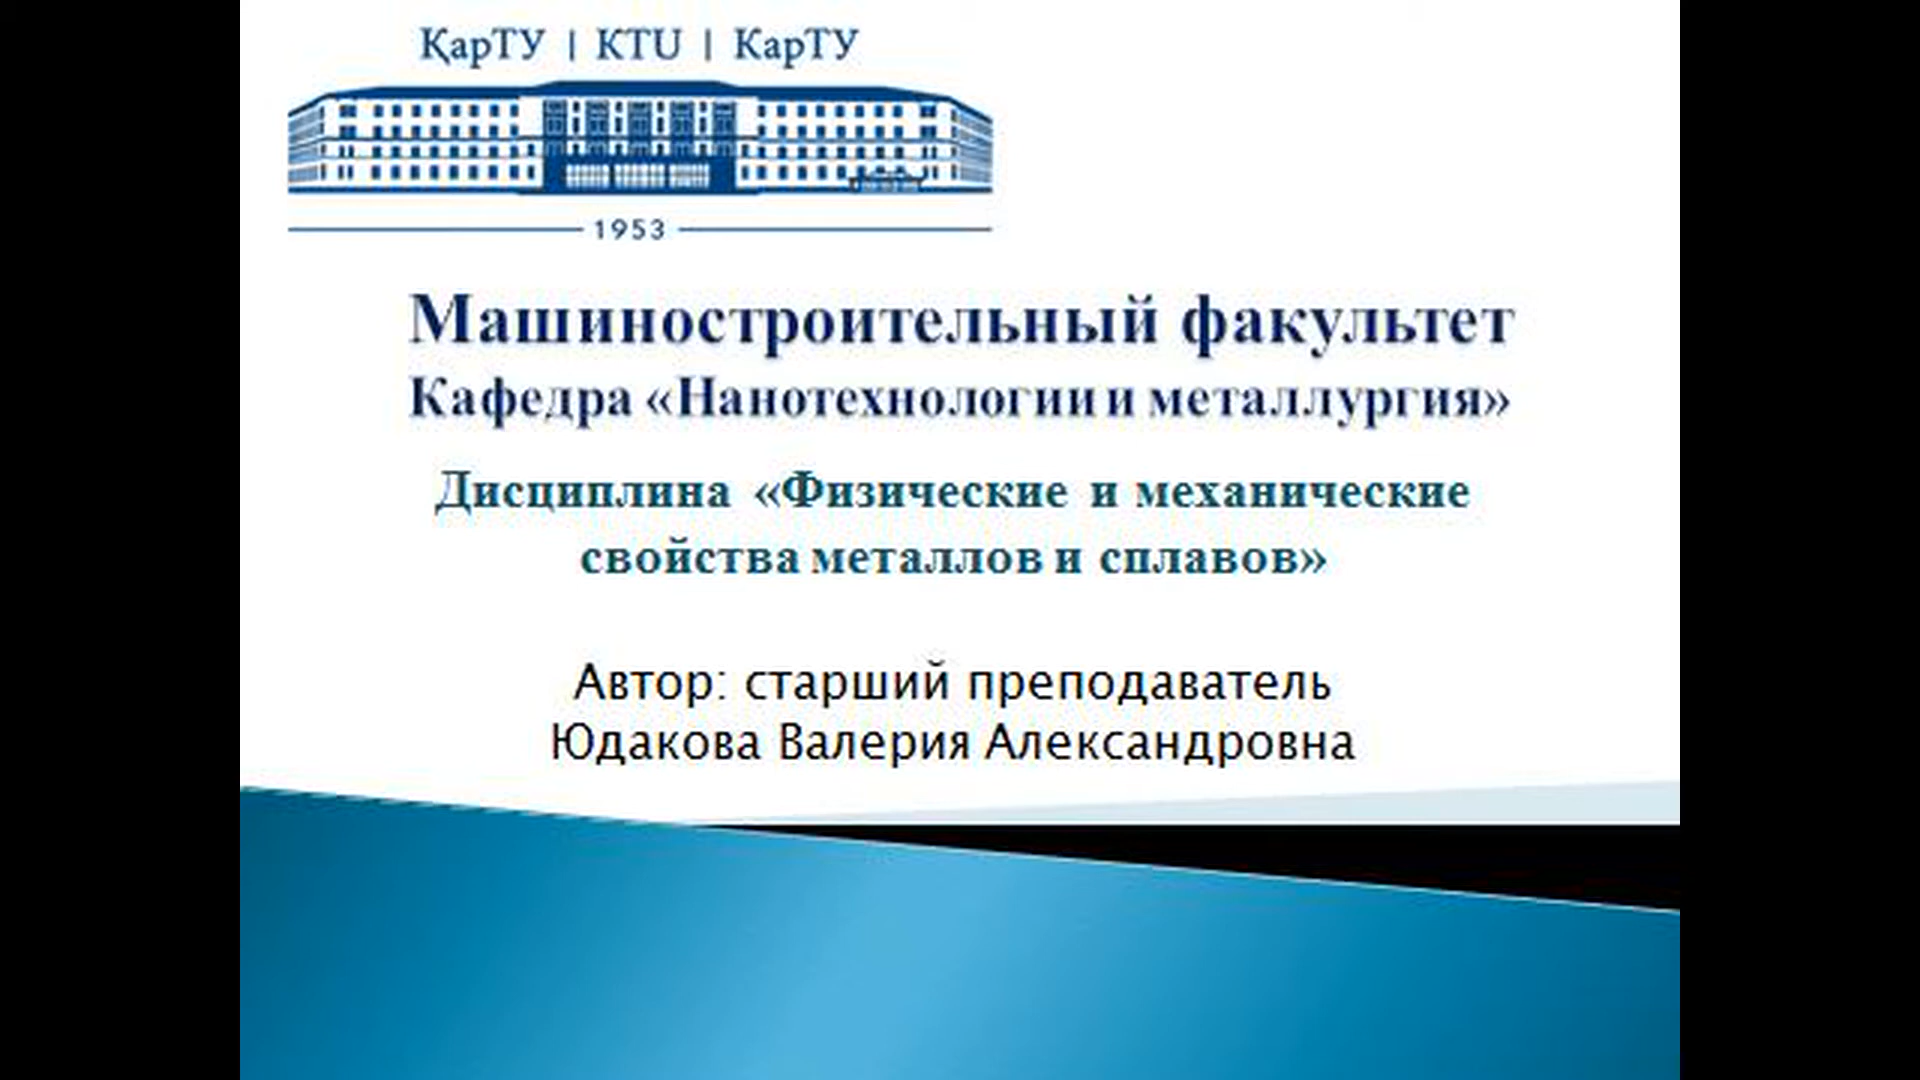 ҚарТУ | KTU | КарТУ
1953
Машиностроительный факультет
Кафедра «Нанотехнологии и металлургия»
Дисциплина «Физические и механические
свойства металлов и сплавов»
Автор: старший преподаватель
Юдакова Валерия Александровна